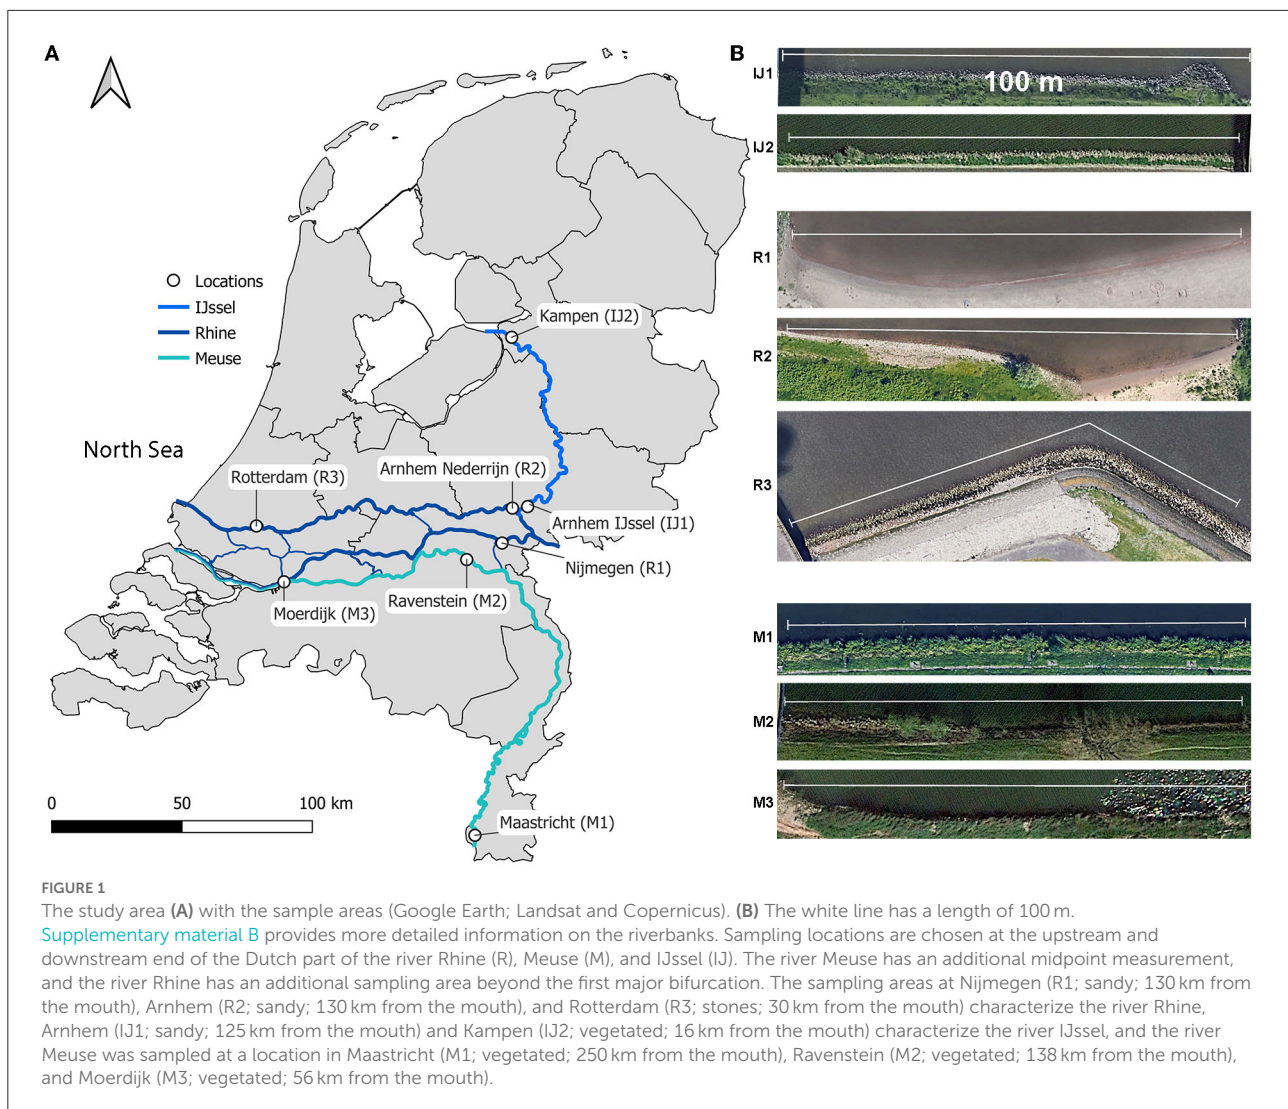 A
Locations
IJssel
Rhine
Meuse
North Sea
Kampen (IJ2)
Arnhem Nederrijn (R2)
Rotterdam (R3)
Arnhem IJssel (IJ1)
Nijmegen (R1)
Ravenstein (M2)
Moerdijk (M3)
Maastricht (M1)
0 50 100 km
B
IJ1
100 m
IJ2
R1
R2
R3
M1
M2
M3
FIGURE 1
The study area (A) with the sample areas (Google Earth; Landsat and Copernicus). (B) The white line has a length of 100 m.
Supplementary material B provides more detailed information on the riverbanks. Sampling locations are chosen at the upstream and
downstream end of the Dutch part of the river Rhine (R), Meuse (M), and IJssel (IJ). The river Meuse has an additional midpoint measurement,
and the river Rhine has an additional sampling area beyond the first major bifurcation. The sampling areas at Nijmegen (R1; sandy; 130 km from
the mouth), Arnhem (R2; sandy; 130 km from the mouth), and Rotterdam (R3; stones; 30 km from the mouth) characterize the river Rhine,
Arnhem (IJ1; sandy; 125 km from the mouth) and Kampen (IJ2; vegetated; 16 km from the mouth) characterize the river IJssel, and the river
Meuse was sampled at a location in Maastricht (M1; vegetated; 250 km from the mouth), Ravenstein (M2; vegetated; 138 km from the mouth),
and Moerdijk (M3; vegetated; 56 km from the mouth).